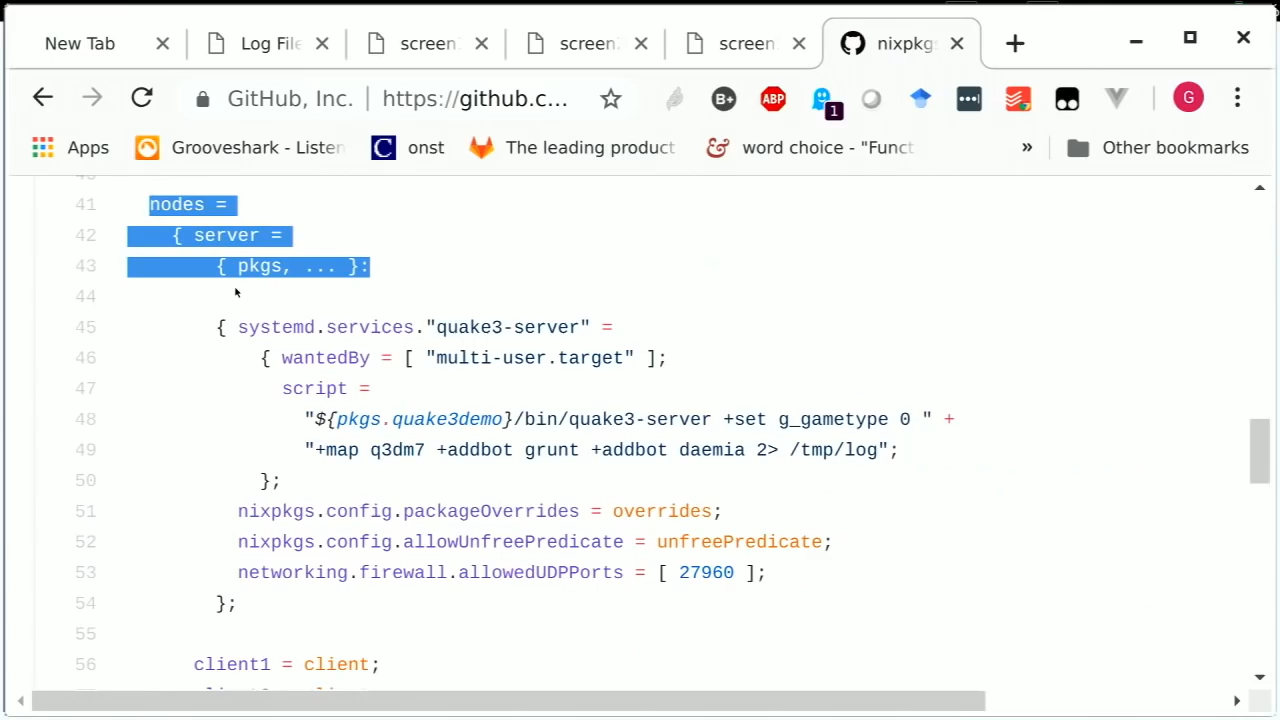 New Tab
Log File
screen
screen
screen
nixpkgs
GitHub, Inc.
https://github.c...
B+
ABP
1
G
Apps
Grooveshark - Listen
C
onst
The leading product
word choice - "Funct
»
Other bookmarks
41 nodes =
42 { server =
43 { pkgs, ... }:
44
45 { systemd.services."quake3-server" =
46 { wantedBy = [ "multi-user.target" ];
47 script =
48 "${pkgs.quake3demo}/bin/quake3-server +set g_gametype 0 " +
49 "+map q3dm7 +addbot grunt +addbot daemia 2> /tmp/log";
50 };
51 nixpkgs.config.packageOverrides = overrides;
52 nixpkgs.config.allowUnfreePredicate = unfreePredicate;
53 networking.firewall.allowedUDPPorts = [ 27960 ];
54 };
55
56 client1 = client;